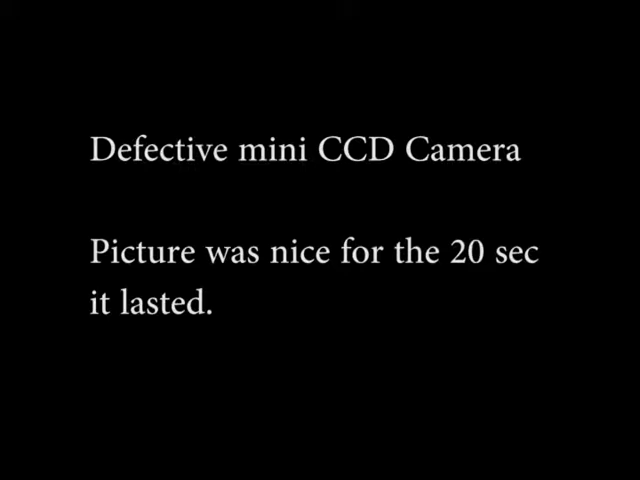 Defective mini CCD Camera
Picture was nice for the 20 sec
it lasted.